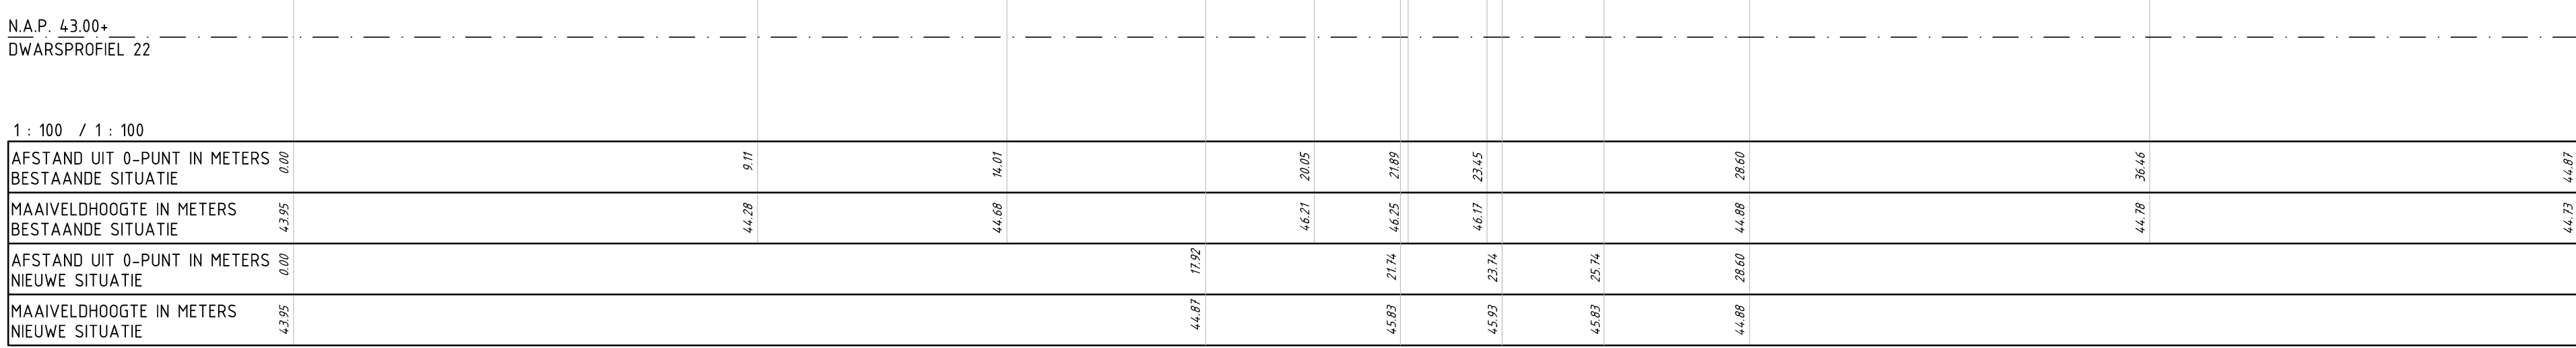 N.A.P. 43.00+
DWARSPROFIEL 22
1 : 100 / 1 : 100
AFSTAND UIT 0-PUNT IN METERS 0.00 9.11 14.01 20.05 21.89 23.45 28.60 36.46 44.87
BESTAANDE SITUATIE
MAAIVELDHOOGTE IN METERS 43.95 44.28 44.68 46.21 46.25 46.17 44.88 44.78 44.73
BESTAANDE SITUATIE
AFSTAND UIT 0-PUNT IN METERS 0.00 17.92 21.74 23.74 25.74 28.60
NIEUWE SITUATIE
MAAIVELDHOOGTE IN METERS 43.95 44.87 45.83 45.93 45.83 44.88
NIEUWE SITUATIE